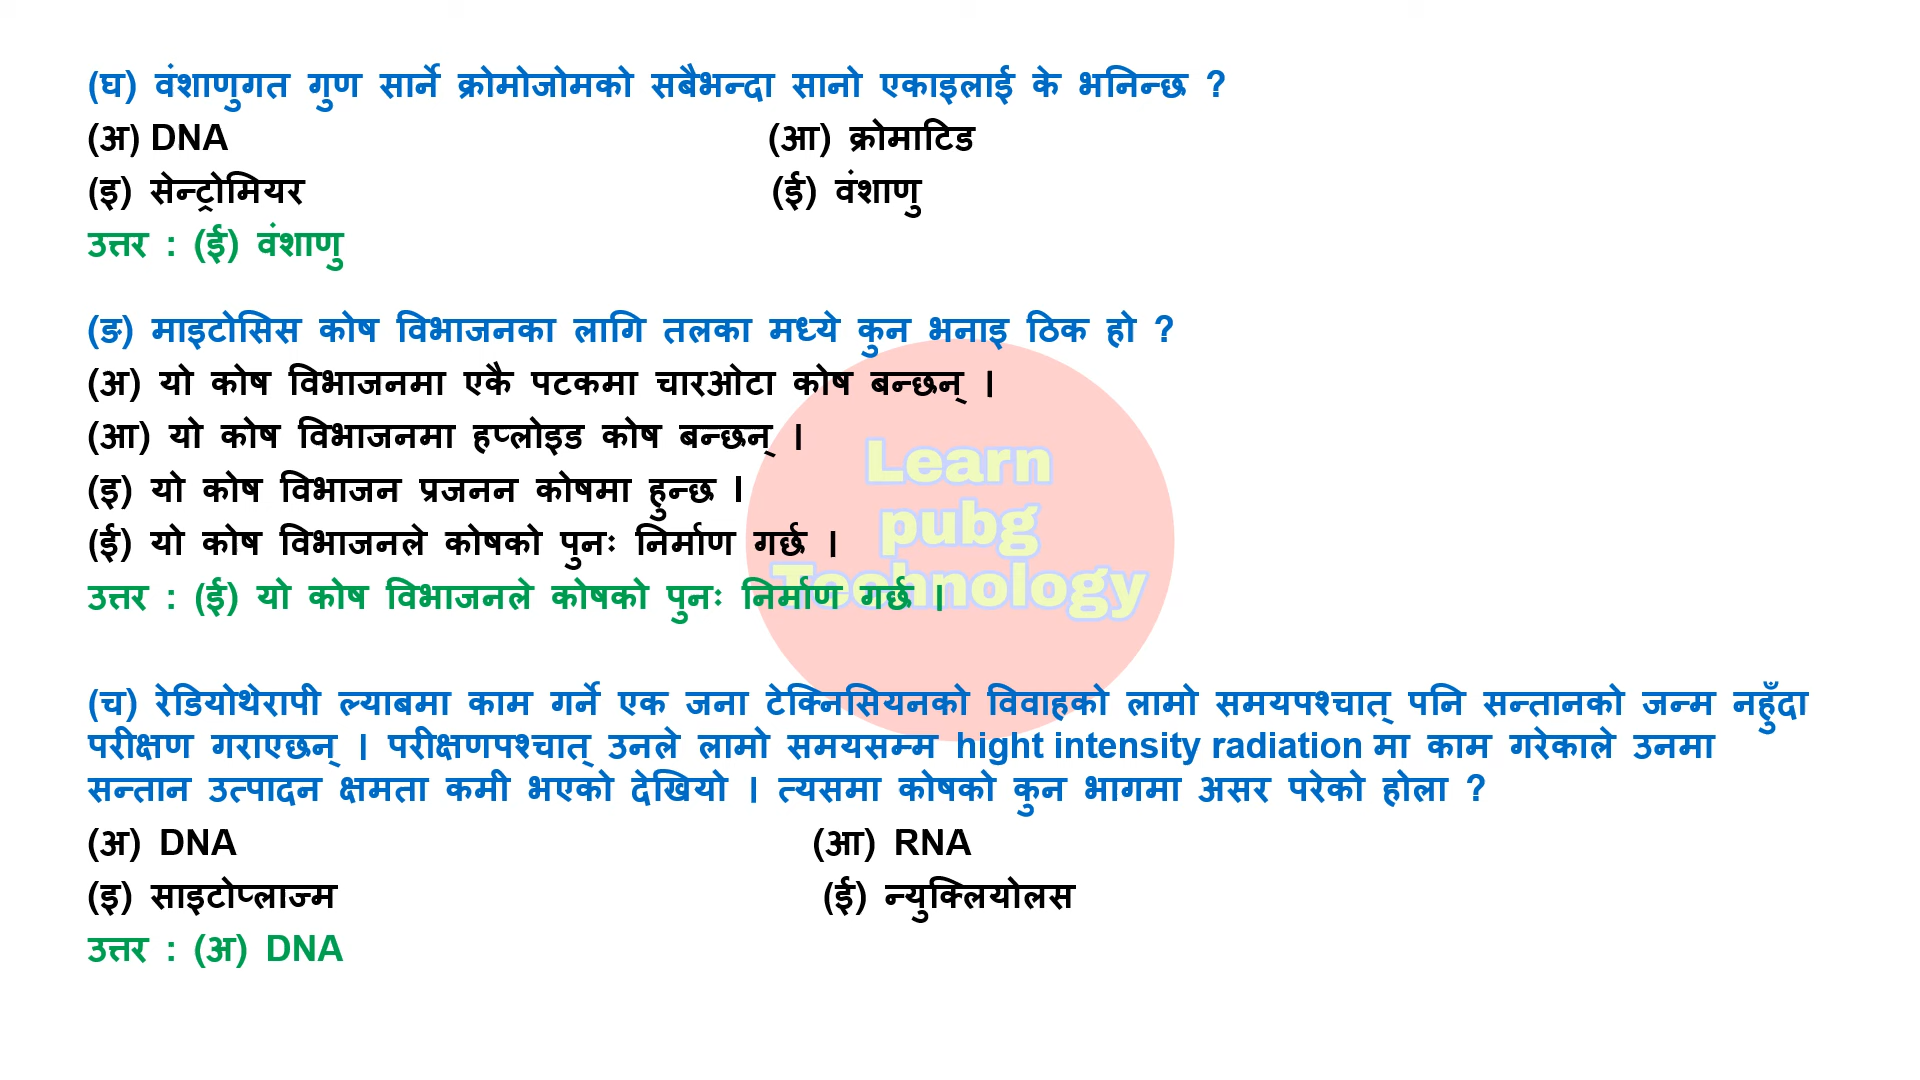 (घ) वंशाणुगत गुण सार्ने क्रोमोजोमको सबैभन्दा सानो एकाइलाई के भनिन्छ ?
(अ) DNA (आ) क्रोमाटिड
(इ) सेन्ट्रोमियर (ई) वंशाणु
उत्तर : (ई) वंशाणु
(ङ) माइटोसिस कोष विभाजनका लागि तलका मध्ये कुन भनाइ ठिक हो ?
(अ) यो कोष विभाजनमा एकै पटकमा चारओटा कोष बन्छन् ।
(आ) यो कोष विभाजनमा हप्लोइड कोष बन्छन् ।
(इ) यो कोष विभाजन प्रजनन कोषमा हुन्छ ।
(ई) यो कोष विभाजनले कोषको पुनः निर्माण गर्छ ।
उत्तर : (ई) यो कोष विभाजनले कोषको पुनः निर्माण गर्छ ।
Learn
pubg
Technology
(च) रेडियोथेरापी ल्याबमा काम गर्ने एक जना टेक्निसियनको विवाहको लामो समयपश्चात् पनि सन्तानको जन्म नहुँदा
परीक्षण गराएछन् । परीक्षणपश्चात् उनले लामो समयसम्म hight intensity radiation मा काम गरेकाले उनमा
सन्तान उत्पादन क्षमता कमी भएको देखियो । त्यसमा कोषको कुन भागमा असर परेको होला ?
(अ) DNA (आ) RNA
(इ) साइटोप्लाज्म (ई) न्युक्लियोलस
उत्तर : (अ) DNA